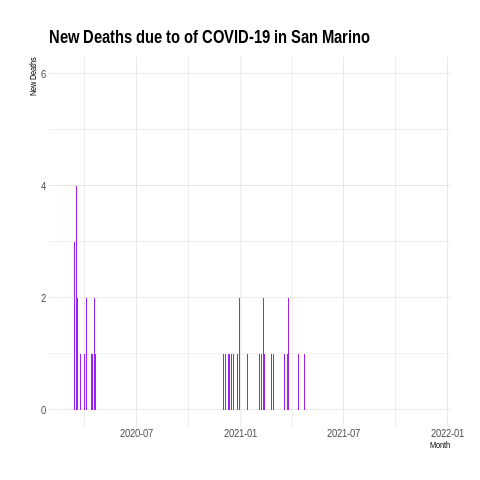 New Deaths due to of COVID-19 in San Marino
New Deaths
6
4
2
0
2020-07 2021-01 2021-07 2022-01
Month